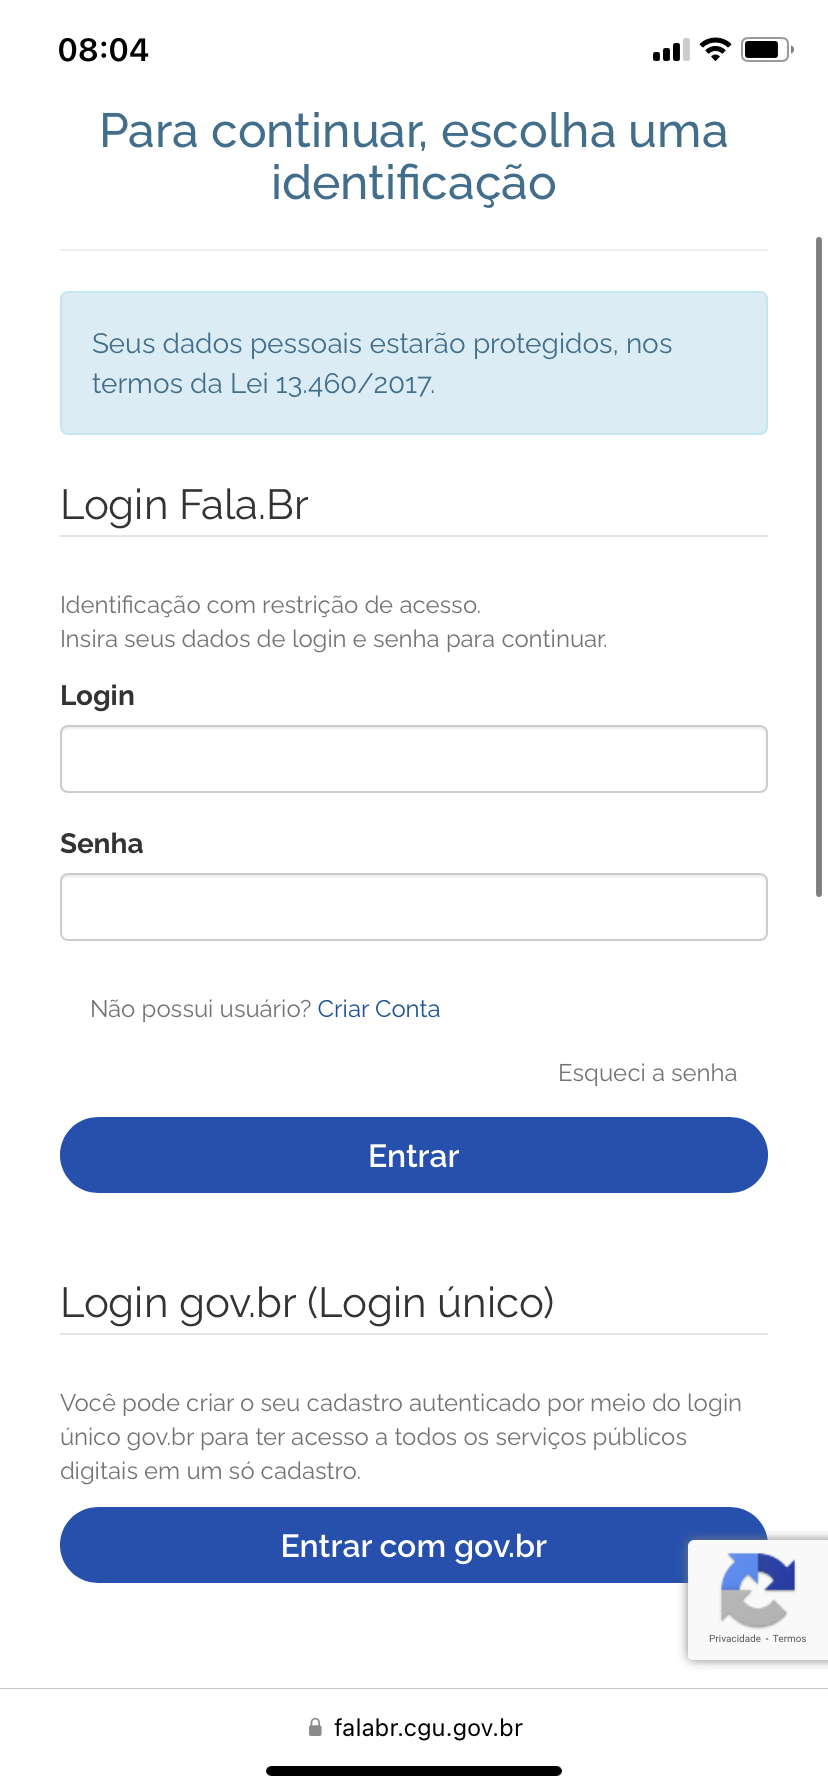 08:04
Para continuar, escolha uma
identificação
Seus dados pessoais estarão protegidos, nos
termos da Lei 13.460/2017.
Login Fala.Br
Identificação com restrição de acesso.
Insira seus dados de login e senha para continuar.
Login
Senha
Não possui usuário? Criar Conta
Esqueci a senha
Entrar
Login gov.br (Login único)
Você pode criar o seu cadastro autenticado por meio do login
único gov.br para ter acesso a todos os serviços públicos
digitais em um só cadastro.
Entrar com gov.br
Privacidade - Termos
falabr.cgu.gov.br